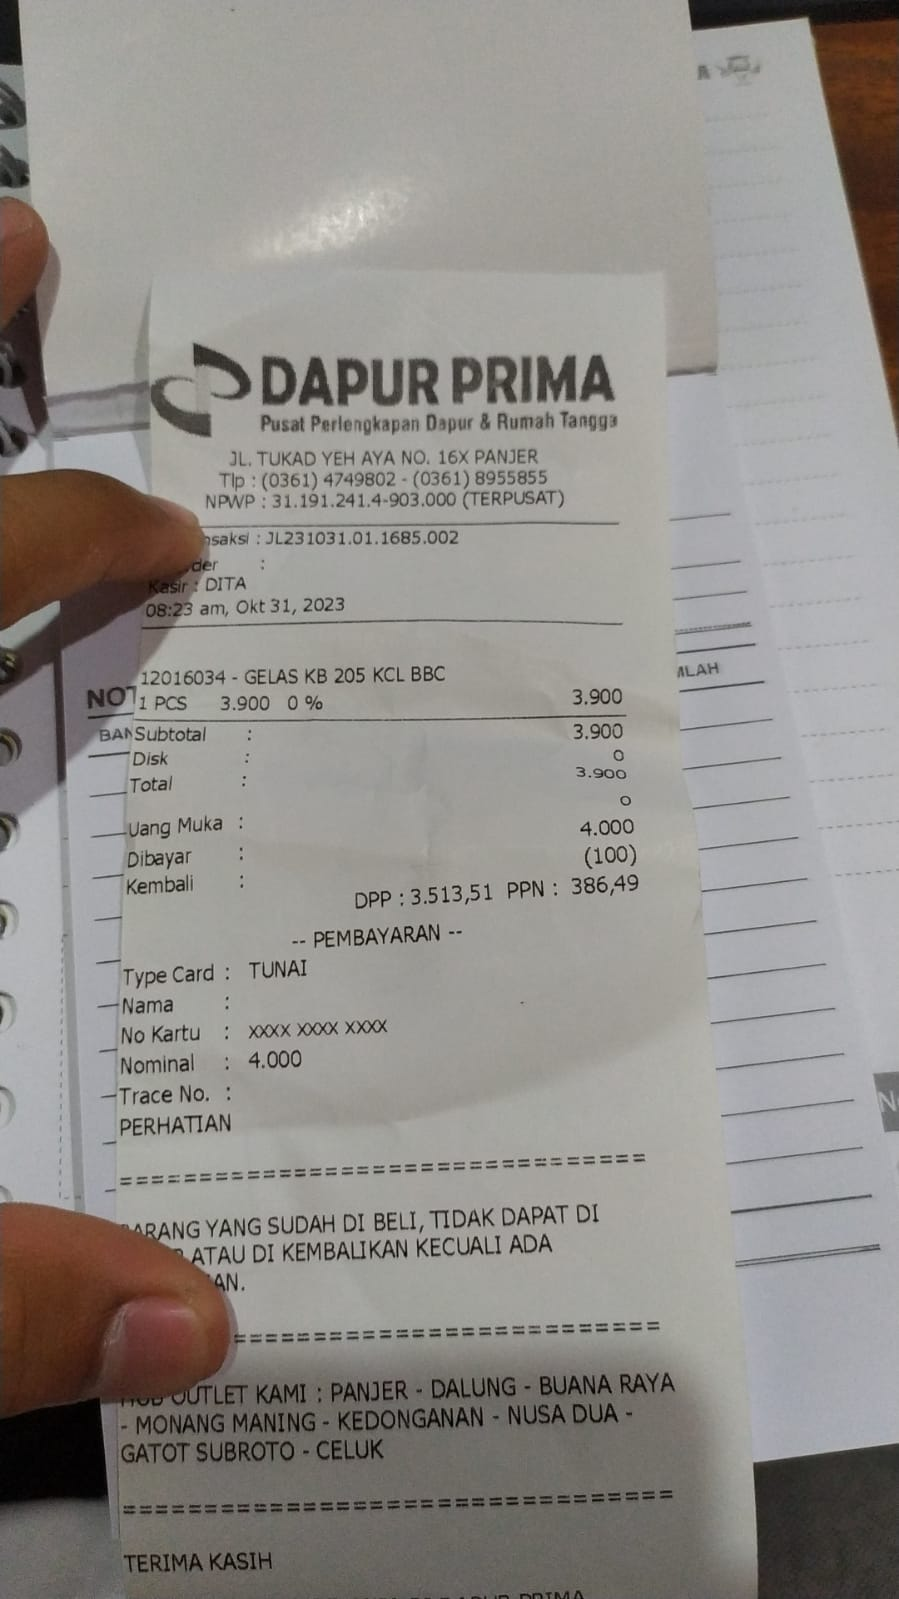 DAPUR PRIMA
Pusat Perlengkapan Dapur & Rumah Tangga
JL. TUKAD YEH AYA NO. 16X PANJER
Tlp : (0361) 4749802 - (0361) 8955855
NPWP : 31.191.241.4-903.000 (TERPUSAT)
nsaksi : JL231031.01.1685.002
der :
Kasir : DITA
08:23 am, Okt 31, 2023
12016034 - GELAS KB 205 KCL BBC
1 PCS 3.900 0 % 3.900
Subtotal : 3.900
Disk : 0
Total : 3.900
0
Uang Muka :
Dibayar : 4.000
Kembali : (100)
DPP : 3.513,51 PPN : 386,49
-- PEMBAYARAN --
Type Card : TUNAI
Nama :
No Kartu : XXXX XXXX XXXX
Nominal : 4.000
Trace No. :
PERHATIAN
=================================
BARANG YANG SUDAH DI BELI, TIDAK DAPAT DI
ATAU DI KEMBALIKAN KECUALI ADA
AN.
=================================
OUTLET KAMI : PANJER - DALUNG - BUANA RAYA
- MONANG MANING - KEDONGANAN - NUSA DUA -
GATOT SUBROTO - CELUK
=================================
TERIMA KASIH
DAPUR PRIMA
NOT
BAN
MLAH
A